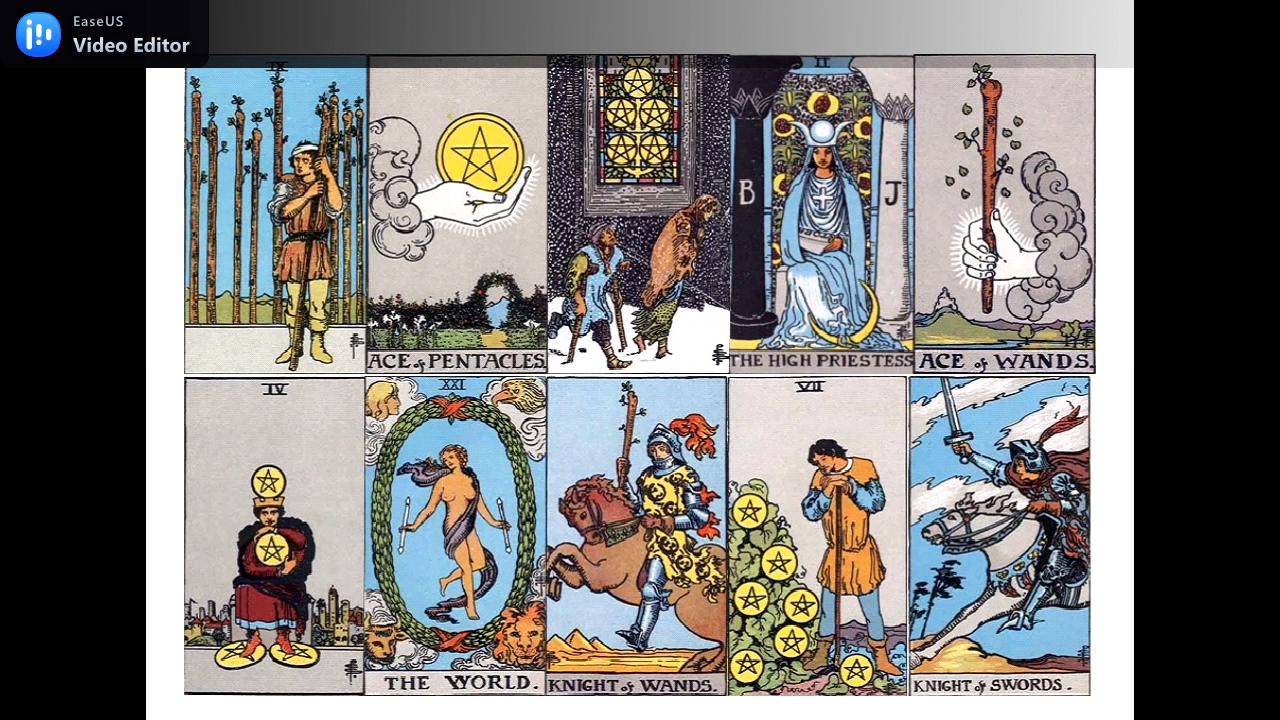 EaseUS
Video Editor
IX
ACE of PENTACLES.
II
B
J
THE HIGH PRIESTESS
ACE of WANDS.
IV
XXI
THE WORLD.
KNIGHT of WANDS.
VII
KNIGHT of SWORDS.